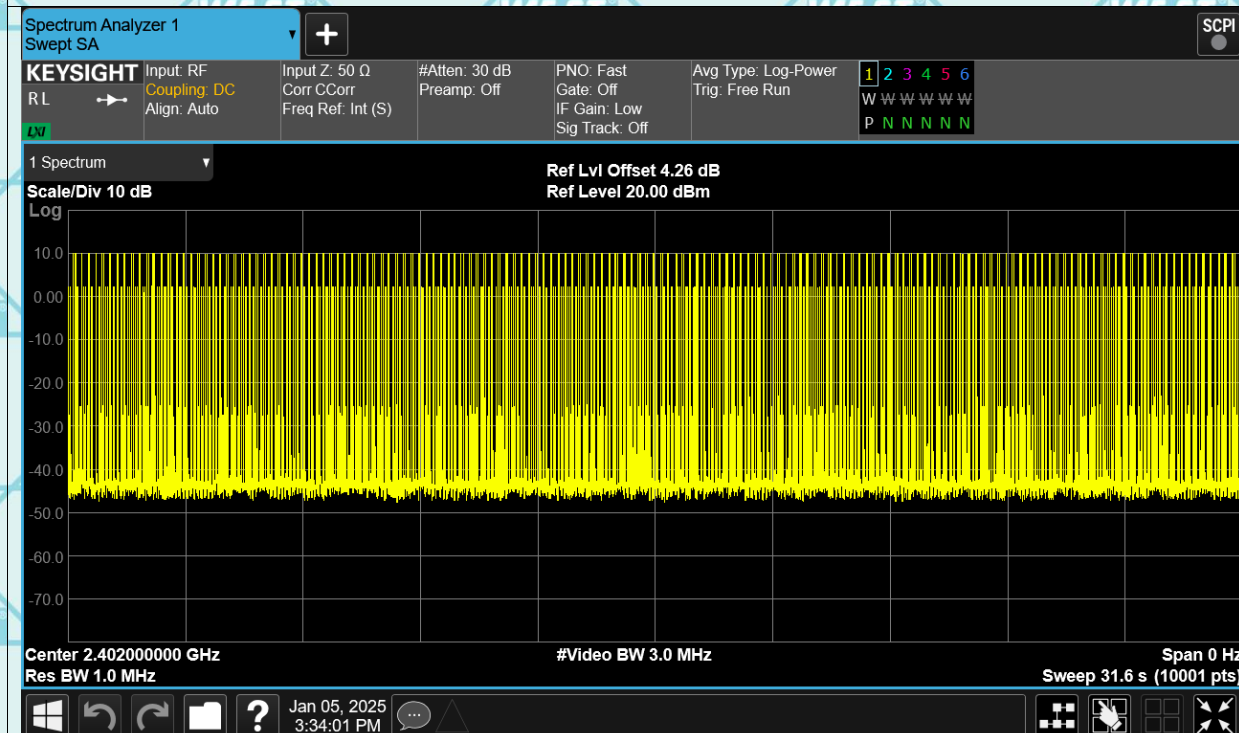 Spectrum Analyzer 1
Swept SA
+
SCPI
KEYSIGHT
R L
LXI
Input: RF
Coupling: DC
Align: Auto
Input Z: 50 Ω
Corr CCorr
Freq Ref: Int (S)
#Atten: 30 dB
Preamp: Off
PNO: Fast
Gate: Off
IF Gain: Low
Sig Track: Off
Avg Type: Log-Power
Trig: Free Run
1 2 3 4 5 6
W W W W W W
P N N N N N
1 Spectrum
Scale/Div 10 dB
Log
Ref Lvl Offset 4.26 dB
Ref Level 20.00 dBm
10.0
0.00
-10.0
-20.0
-30.0
-40.0
-50.0
-60.0
-70.0
Center 2.402000000 GHz
#Video BW 3.0 MHz
Span 0 Hz
Res BW 1.0 MHz
Sweep 31.6 s (10001 pts)
?
Jan 05, 2025
3:34:01 PM